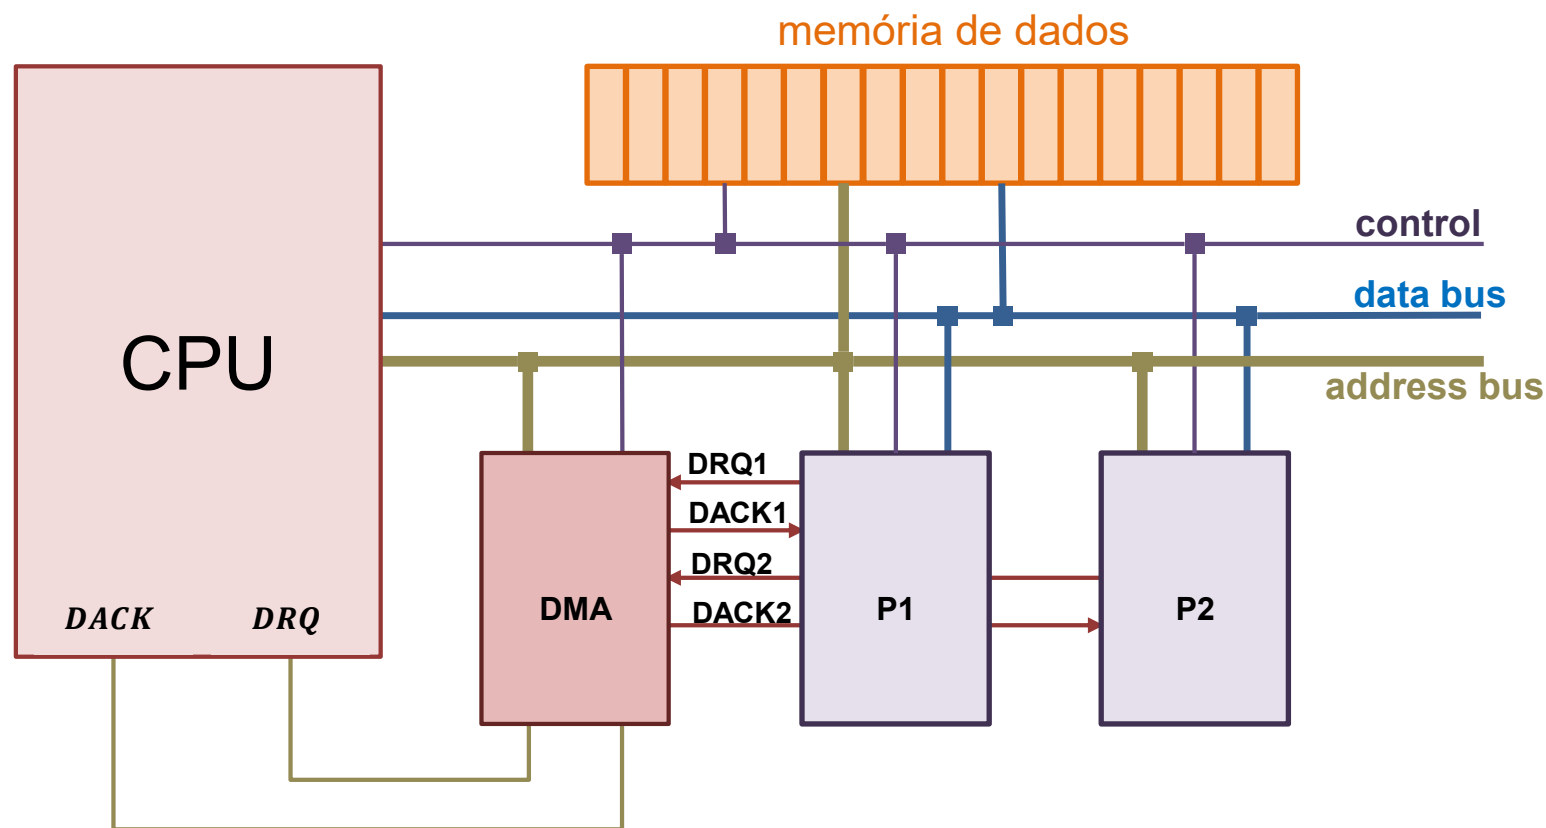 memória de dados
control
data bus
address bus
CPU
DRQ1
DACK1
DRQ2
DACK2
DMA
P1
P2
DACK
DRQ